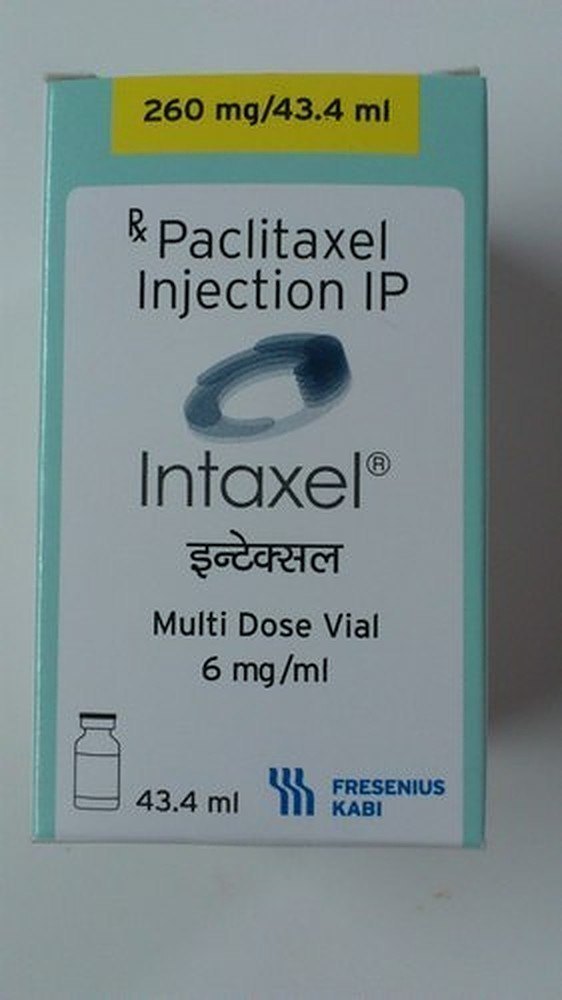 260 mg/43.4 ml
Rx Paclitaxel
Injection IP
Intaxel®
इन्टेक्सल
Multi Dose Vial
6 mg/ml
43.4 ml
FRESENIUS
KABI